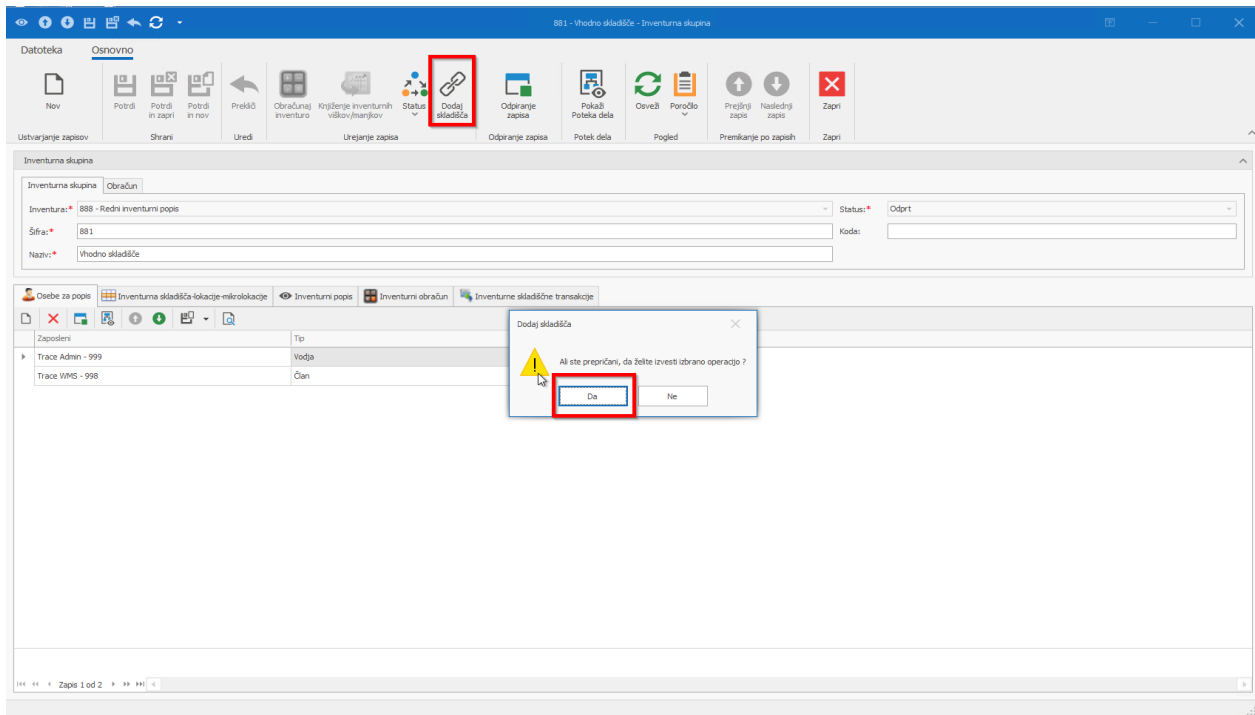 881 - Vhodno skladišče - Inventurna skupina
Datoteka Osnovno
Nov Potrdi Potrdi in zapri Potrdi in nov Prekliči Obračunaj inventuro Knjiženje inventurnih viškov/manjkov Status Dodaj skladišča Odpiranje zapisa Pokaži Poteka dela Osveži Poročilo Prejšnji zapis Naslednji zapis Zapri
Ustvarjanje zapisov Shrani Uredi Urejanje zapisa Odpiranje zapisa Potek dela Pogled Premikanje po zapisih Zapri
Inventurna skupina
Inventurna skupina Obračun
Inventura:* 888 - Redni inventurni popis Status:* Odprt
Šifra:* 881 Koda:
Naziv:* Vhodno skladišče
Osebe za popis Inventurna skladišča-lokacije-mikrolokacije Inventurni popis Inventurni obračun Inventurne skladiščne transakcije
Dodaj skladišča
Zaposleni Tip
Trace Admin - 999 Vodja
Ali ste prepričani, da želite izvesti izbrano operacijo ?
Trace WMS - 998 Član
Da Ne
Zapis 1 od 2